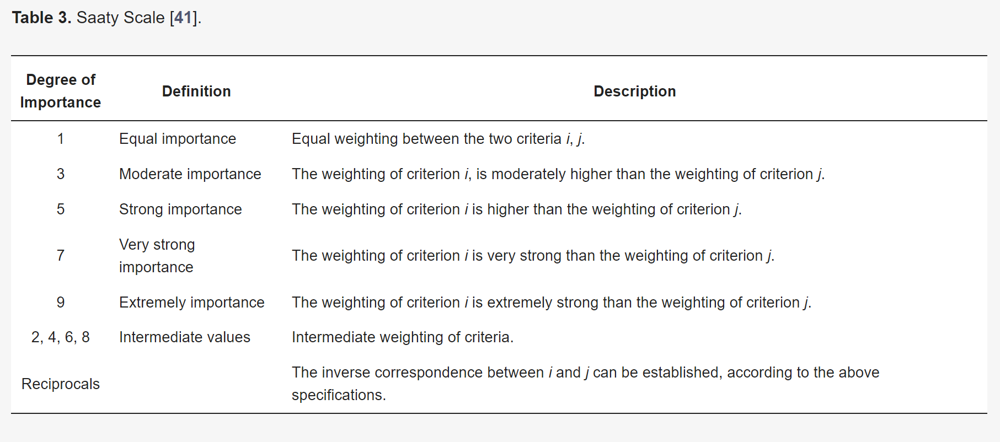 Table 3. Saaty Scale [41].
Degree of
Importance
Definition
Description
1
Equal importance
Equal weighting between the two criteria i, j.
3
Moderate importance
The weighting of criterion i, is moderately higher than the weighting of criterion j.
5
Strong importance
The weighting of criterion i is higher than the weighting of criterion j.
7
Very strong
importance
The weighting of criterion i is very strong than the weighting of criterion j.
9
Extremely importance
The weighting of criterion i is extremely strong than the weighting of criterion j.
2, 4, 6, 8
Intermediate values
Intermediate weighting of criteria.
Reciprocals
The inverse correspondence between i and j can be established, according to the above
specifications.